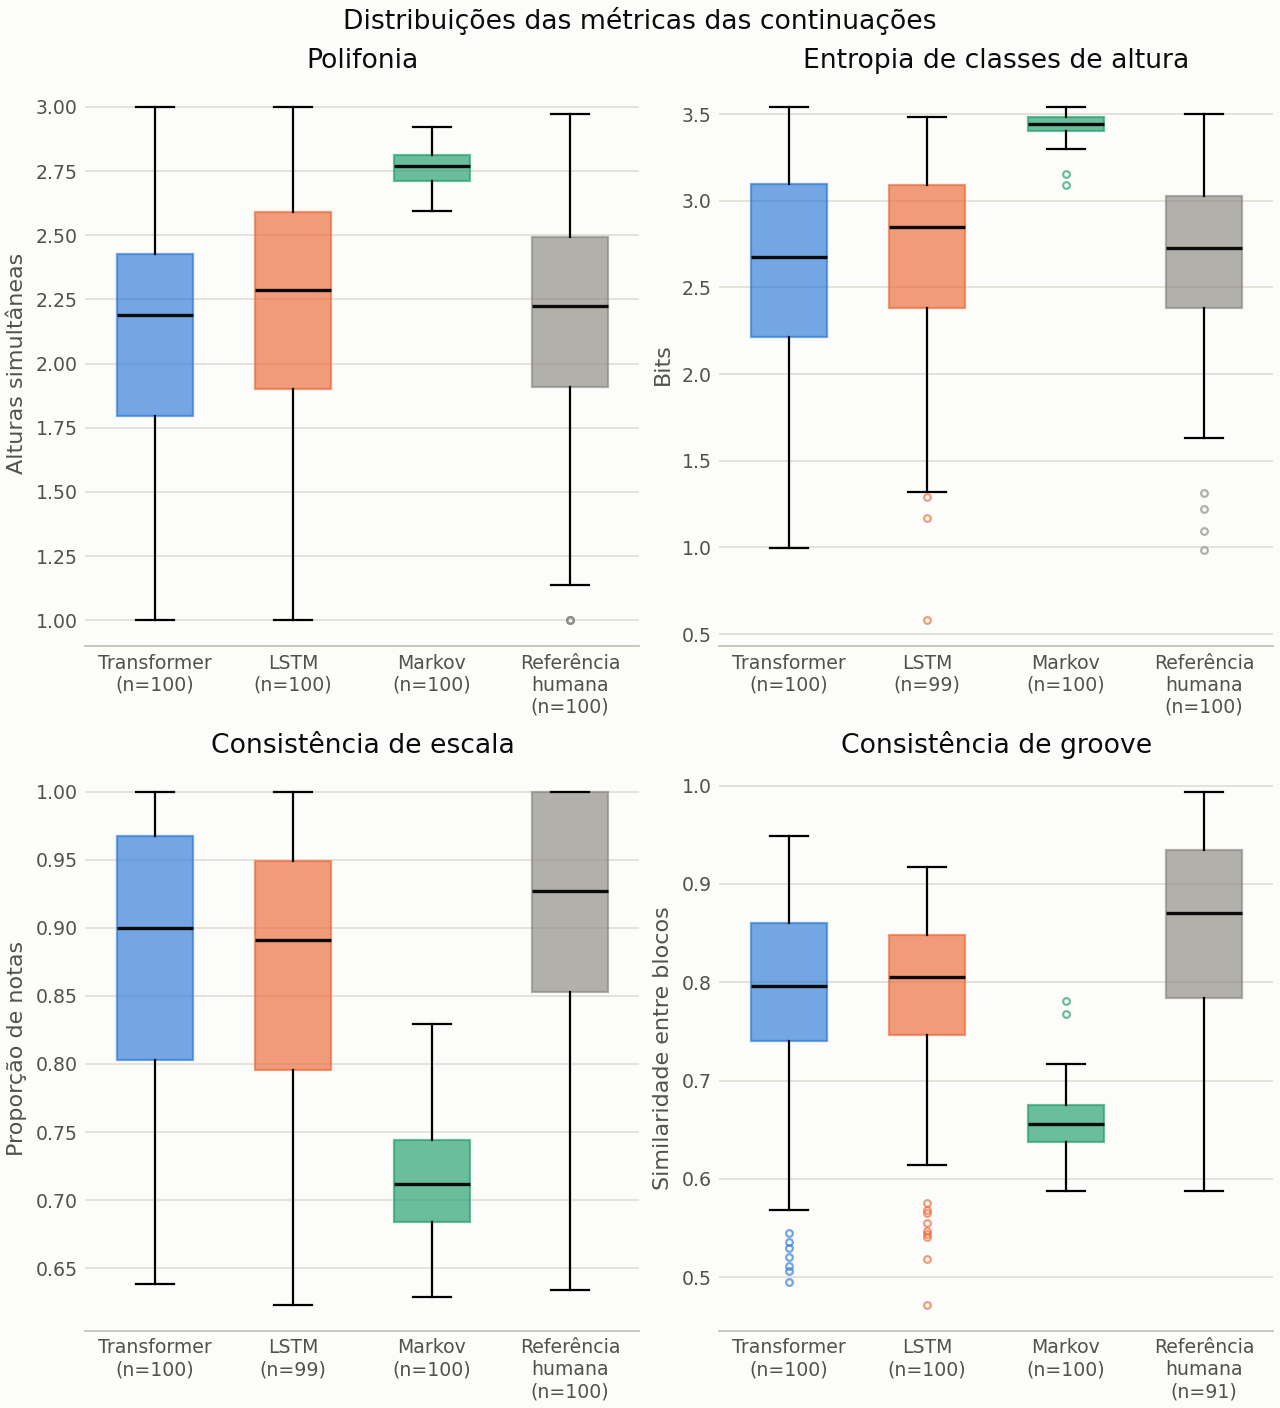 Distribuições das métricas das continuações
Polifonia
Alturas simultâneas
3.00
2.75
2.50
2.25
2.00
1.75
1.50
1.25
1.00
Transformer
(n=100)
LSTM
(n=100)
Markov
(n=100)
Referência
humana
(n=100)
Entropia de classes de altura
Bits
3.5
3.0
2.5
2.0
1.5
1.0
0.5
Transformer
(n=100)
LSTM
(n=99)
Markov
(n=100)
Referência
humana
(n=100)
Consistência de escala
Proporção de notas
1.00
0.95
0.90
0.85
0.80
0.75
0.70
0.65
Transformer
(n=100)
LSTM
(n=99)
Markov
(n=100)
Referência
humana
(n=100)
Consistência de groove
Similaridade entre blocos
1.0
0.9
0.8
0.7
0.6
0.5
Transformer
(n=100)
LSTM
(n=100)
Markov
(n=100)
Referência
humana
(n=91)